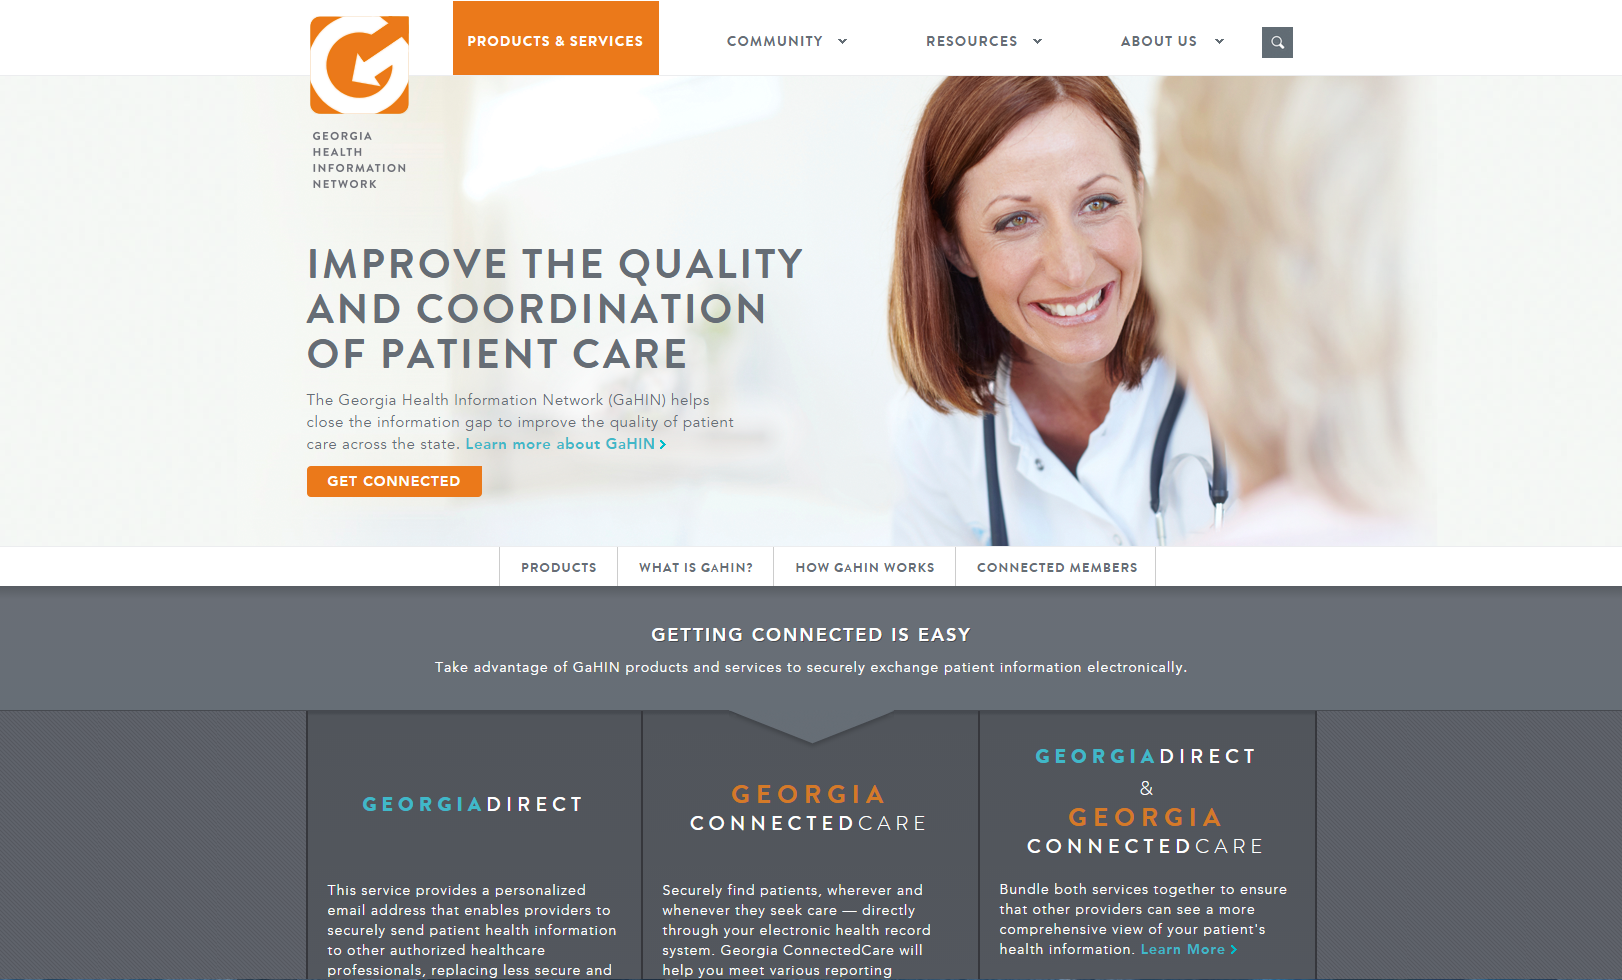 PRODUCTS & SERVICES
COMMUNITY
RESOURCES
ABOUT US
GEORGIA
HEALTH
INFORMATION
NETWORK
IMPROVE THE QUALITY
AND COORDINATION
OF PATIENT CARE
The Georgia Health Information Network (GaHIN) helps
close the information gap to improve the quality of patient
care across the state. Learn more about GaHIN >
GET CONNECTED
PRODUCTS
WHAT IS GAHIN?
HOW GAHIN WORKS
CONNECTED MEMBERS
GETTING CONNECTED IS EASY
Take advantage of GaHIN products and services to securely exchange patient information electronically.
GEORGIADIRECT
This service provides a personalized
email address that enables providers to
securely send patient health information
to other authorized healthcare
professionals, replacing less secure and
GEORGIA
CONNECTEDCARE
Securely find patients, wherever and
whenever they seek care — directly
through your electronic health record
system. Georgia ConnectedCare will
help you meet various reporting
GEORGIADIRECT
&
GEORGIA
CONNECTEDCARE
Bundle both services together to ensure
that other providers can see a more
comprehensive view of your patient's
health information. Learn More >